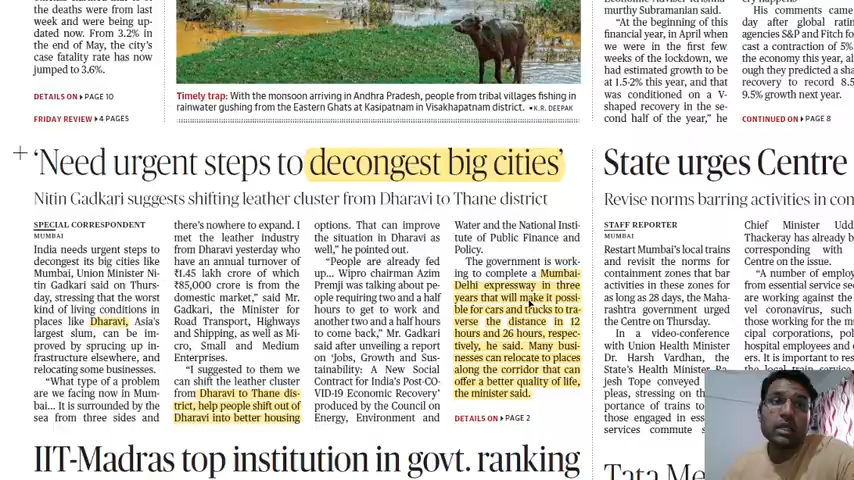 the deaths were from last
week and were being up-
dated now. From 3.2% in
the end of May, the city's
case fatality rate has now
jumped to 3.6%.
DETAILS ON ▸ PAGE 10
FRIDAY REVIEW ▸ 4 PAGES
Timely trap: With the monsoon arriving in Andhra Pradesh, people from tribal villages fishing in
rainwater gushing from the Eastern Ghats at Kasipatnam in Visakhapatnam district. • K.R. DEEPAK
murthy Subramanian said.
"At the beginning of this
financial year, in April when
we were in the first few
weeks of the lockdown, we
had estimated growth to be
at 1.5-2% this year, and that
was conditioned on a V-
shaped recovery in the se-
cond half of the year," he
His comments came
day after global ratin
agencies S&P and Fitch for
cast a contraction of 5%
the economy this year, al
ough they predicted a sha
recovery to record 8.5
9.5% growth next year.
CONTINUED ON ▸ PAGE 8
'Need urgent steps to decongest big cities'
Nitin Gadkari suggests shifting leather cluster from Dharavi to Thane district
SPECIAL CORRESPONDENT
MUMBAI
India needs urgent steps to
decongest its big cities like
Mumbai, Union Minister Ni-
tin Gadkari said on Thurs-
day, stressing that the worst
kind of living conditions in
places like Dharavi, Asia's
largest slum, can be im-
proved by sprucing up in-
frastructure elsewhere, and
relocating some businesses.
"What type of a problem
are we facing now in Mum-
bai... It is surrounded by the
sea from three sides and
there's nowhere to expand. I
met the leather industry
from Dharavi yesterday who
have an annual turnover of
₹1.45 lakh crore of which
₹85,000 crore is from the
domestic market," said Mr.
Gadkari, the Minister for
Road Transport, Highways
and Shipping, as well as Mi-
cro, Small and Medium
Enterprises.
"I suggested to them we
can shift the leather cluster
from Dharavi to Thane dis-
trict, help people shift out of
Dharavi into better housing
options. That can improve
the situation in Dharavi as
well," he pointed out.
"People are already fed
up... Wipro chairman Azim
Premji was talking about peo-
ple requiring two and a half
hours to get to work and
another two and a half hours
to come back," Mr. Gadkari
said after unveiling a report
on 'Jobs, Growth and Sus-
tainability: A New Social
Contract for India's Post-CO-
VID-19 Economic Recovery'
produced by the Council on
Energy, Environment and
Water and the National Insti-
tute of Public Finance and
Policy.
The government is work-
ing to complete a Mumbai-
Delhi expressway in three
years that will make it possi-
ble for cars and trucks to tra-
verse the distance in 12
hours and 26 hours, respec-
tively, he said. Many busi-
nesses can relocate to places
along the corridor that can
offer a better quality of life,
the minister said.
DETAILS ON ▸ PAGE 2
State urges Centre
Revise norms barring activities in con
STAFF REPORTER
MUMBAI
Restart Mumbai's local trains
and revisit the norms for
containment zones that bar
activities in these zones for
as long as 28 days, the Maha-
rashtra government urged
the Centre on Thursday.
In a video-conference
with Union Health Minister
Dr. Harsh Vardhan, the
State's Health Minister Ra-
jesh Tope conveyed
pleas, stressing on the
portance of trains to
those engaged in ess
services commute
Chief Minister Udd
Thackeray has already b
corresponding with
Centre on the issue.
"A number of employ
from essential service sec
are working against the
vel coronavirus, such
those working for the m
cipal corporations, pol
hospital employees and o
ers. It is important to res
IIT-Madras top institution in govt. ranking
Tata Me